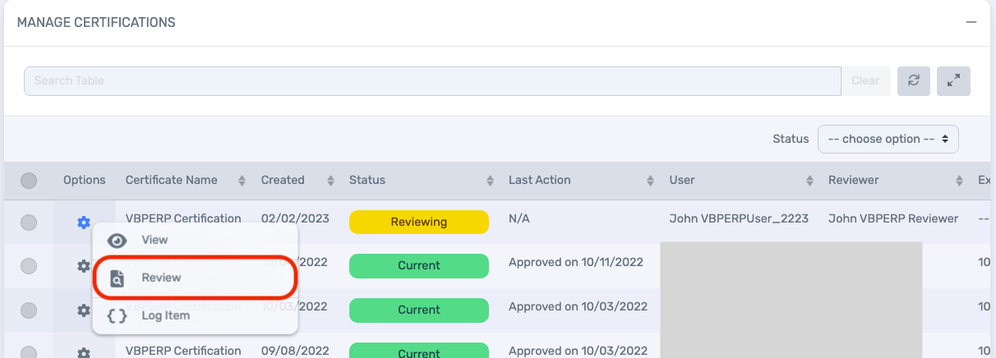 MANAGE CERTIFICATIONS
Search Table
Clear
Status
-- choose option --
Options Certificate Name Created Status Last Action User Reviewer Ex
VBPERP Certification 02/02/2023 Reviewing N/A John VBPERPUser_2223 John VBPERP Reviewer --
View
/2022 Current Approved on 10/11/2022 10
Review
10/03/2022 Current Approved on 10/03/2022 10
Log Item
VBPERP Certification 09/08/2022 Current Approved on 10/03/2022 10